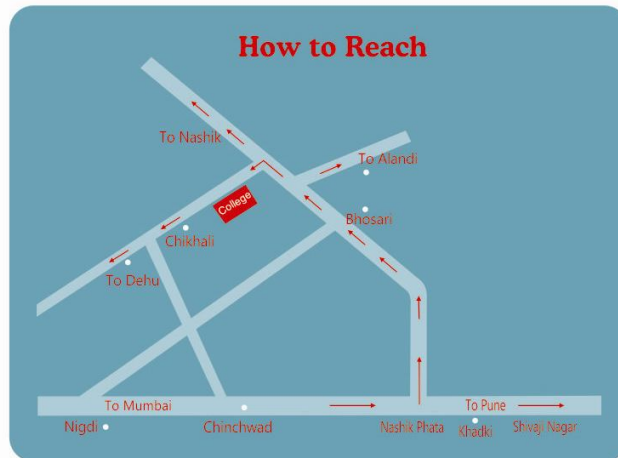 How to Reach
To Nashik
To Alandi
College
Bhosari
Chikhali
To Dehu
To Mumbai
To Pune
Nigdi
Chinchwad
Nashik Phata
Khadki
Shivaji Nagar